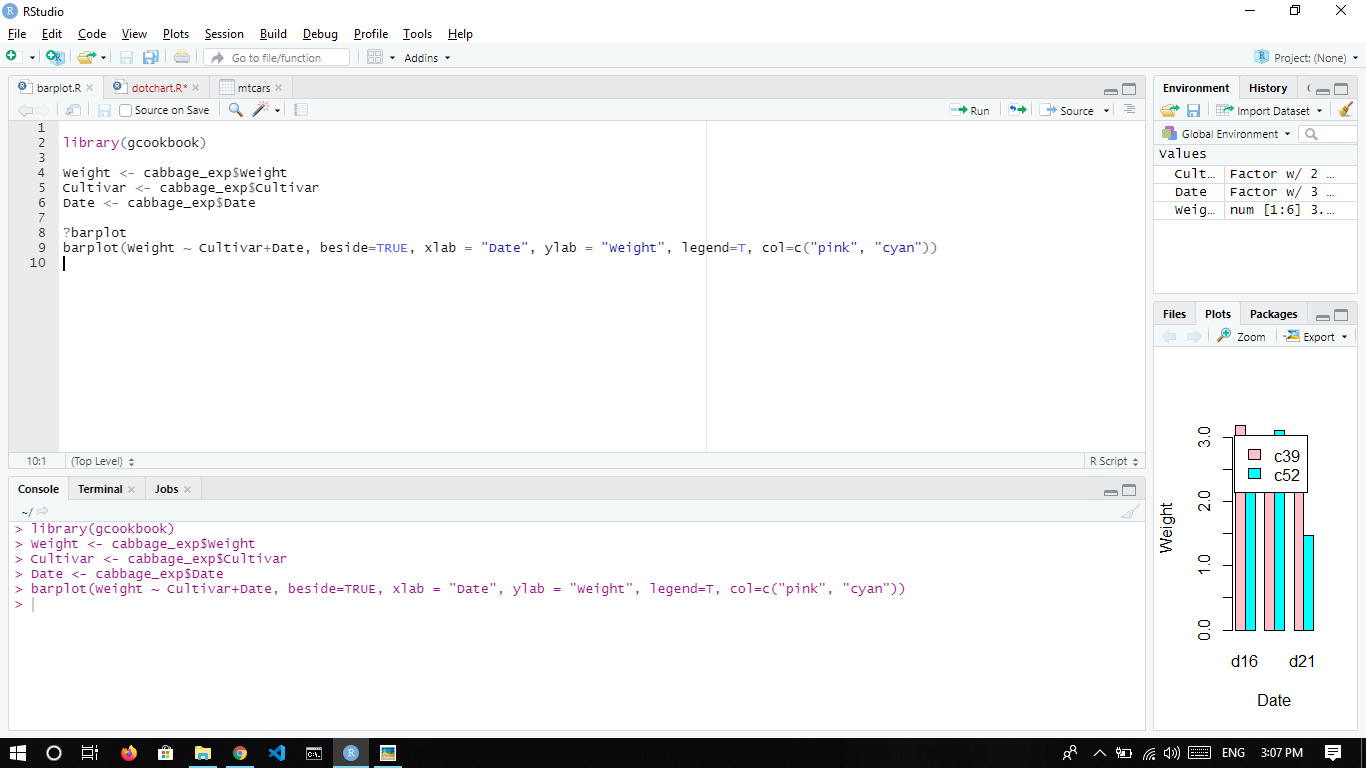 RStudio
File Edit Code View Plots Session Build Debug Profile Tools Help
Go to file/function Addins Project: (None)
barplot.R dotchart.R* mtcars
Source on Save Run Source
1
2 library(gcookbook)
3
4 Weight <- cabbage_exp$Weight
5 Cultivar <- cabbage_exp$Cultivar
6 Date <- cabbage_exp$Date
7
8 ?barplot
9 barplot(Weight ~ Cultivar+Date, beside=TRUE, xlab = "Date", ylab = "Weight", legend=T, col=c("pink", "cyan"))
10
10:1 (Top Level) R Script
Console Terminal Jobs
~/
> library(gcookbook)
> Weight <- cabbage_exp$Weight
> Cultivar <- cabbage_exp$Cultivar
> Date <- cabbage_exp$Date
> barplot(Weight ~ Cultivar+Date, beside=TRUE, xlab = "Date", ylab = "Weight", legend=T, col=c("pink", "cyan"))
>
Environment History
Import Dataset
Global Environment
Values
Cult… Factor w/ 2 …
Date Factor w/ 3 …
Weig… num [1:6] 3.…
Files Plots Packages
Zoom Export
3.0
2.0
1.0
0.0
Weight
c39
c52
d16 d21
Date
ENG 3:07 PM